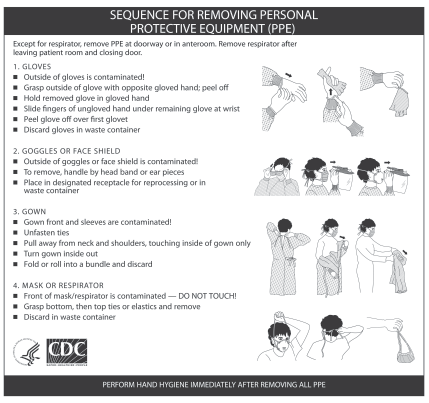 SEQUENCE FOR REMOVING PERSONAL
PROTECTIVE EQUIPMENT (PPE)
Except for respirator, remove PPE at doorway or in anteroom. Remove respirator after
leaving patient room and closing door.
1. GLOVES
■ Outside of gloves is contaminated!
■ Grasp outside of glove with opposite gloved hand; peel off
■ Hold removed glove in gloved hand
■ Slide fingers of ungloved hand under remaining glove at wrist
■ Peel glove off over first glovet
■ Discard gloves in waste container
2. GOGGLES OR FACE SHIELD
■ Outside of goggles or face shield is contaminated!
■ To remove, handle by head band or ear pieces
■ Place in designated receptacle for reprocessing or in
waste container
3. GOWN
■ Gown front and sleeves are contaminated!
■ Unfasten ties
■ Pull away from neck and shoulders, touching inside of gown only
■ Turn gown inside out
■ Fold or roll into a bundle and discard
4. MASK OR RESPIRATOR
■ Front of mask/respirator is contaminated — DO NOT TOUCH!
■ Grasp bottom, then top ties or elastics and remove
■ Discard in waste container
CDC
PERFORM HAND HYGIENE IMMEDIATELY AFTER REMOVING ALL PPE